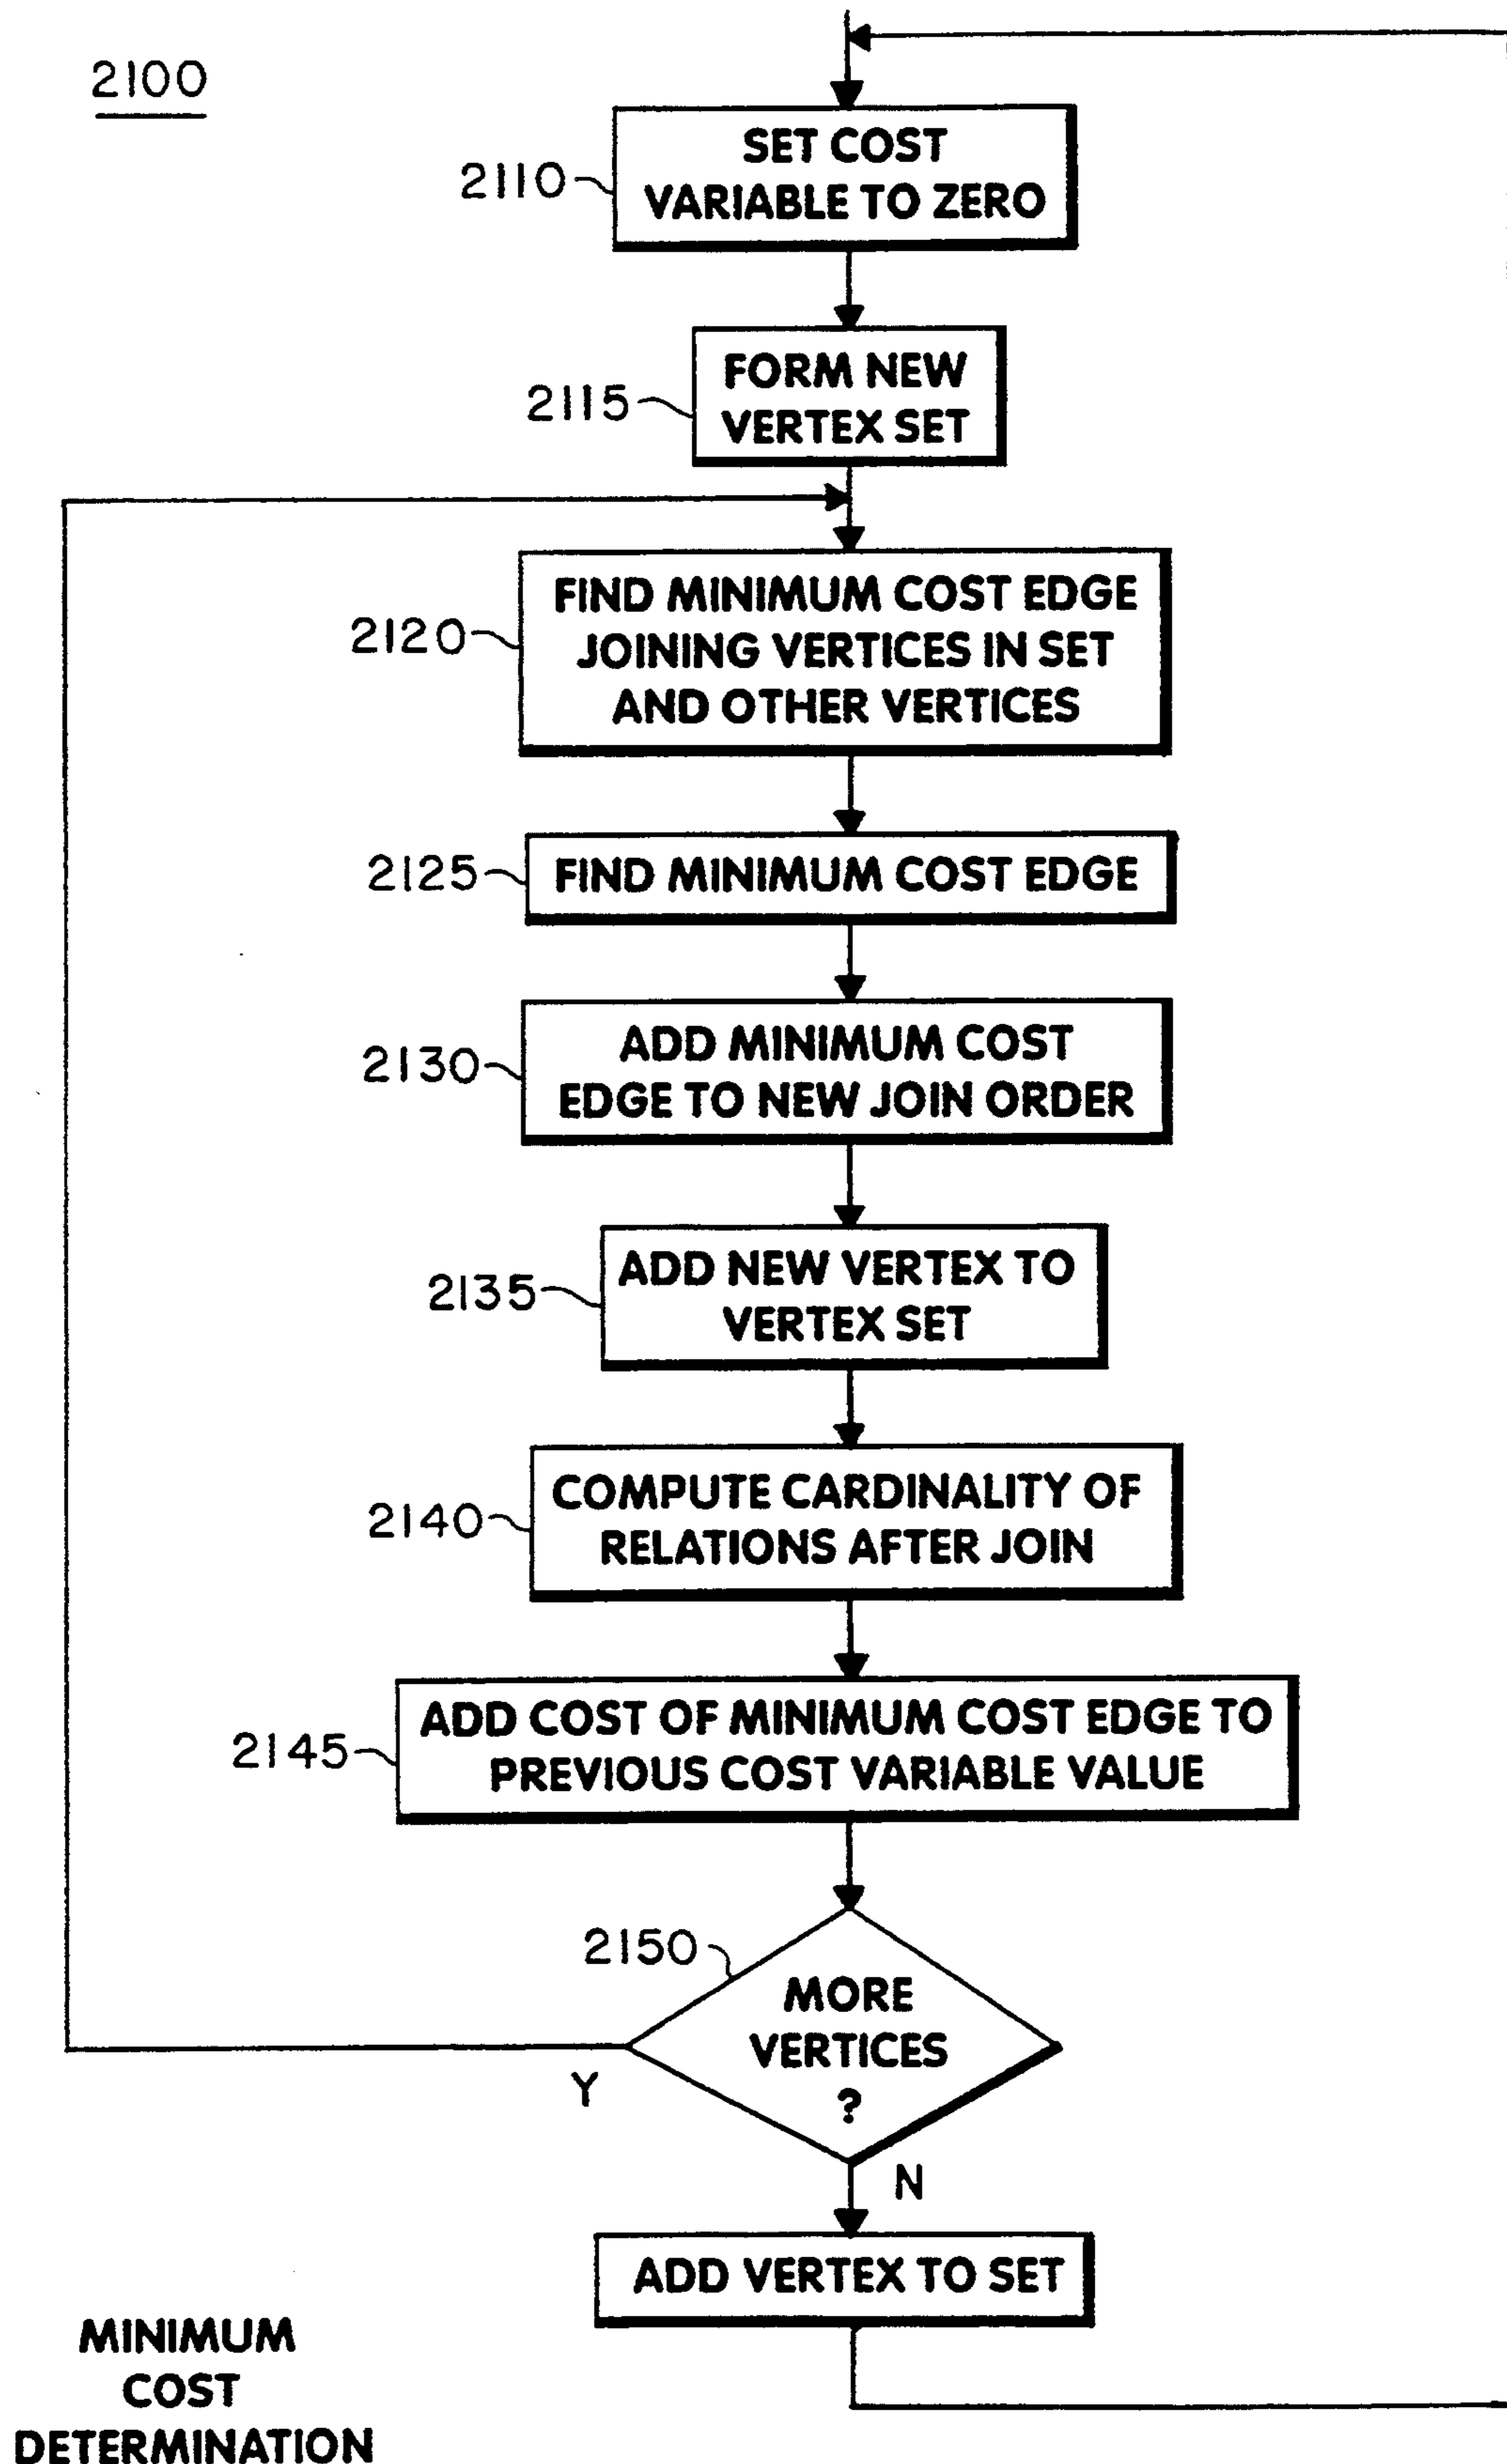 2100
SET COST
VARIABLE TO ZERO
2110
FORM NEW
VERTEX SET
2115
FIND MINIMUM COST EDGE
JOINING VERTICES IN SET
AND OTHER VERTICES
2120
FIND MINIMUM COST EDGE
2125
ADD MINIMUM COST
EDGE TO NEW JOIN ORDER
2130
ADD NEW VERTEX TO
VERTEX SET
2135
COMPUTE CARDINALITY OF
RELATIONS AFTER JOIN
2140
ADD COST OF MINIMUM COST EDGE TO
PREVIOUS COST VARIABLE VALUE
2145
2150
MORE
VERTICES
?
Y
N
ADD VERTEX TO SET
MINIMUM
COST
DETERMINATION